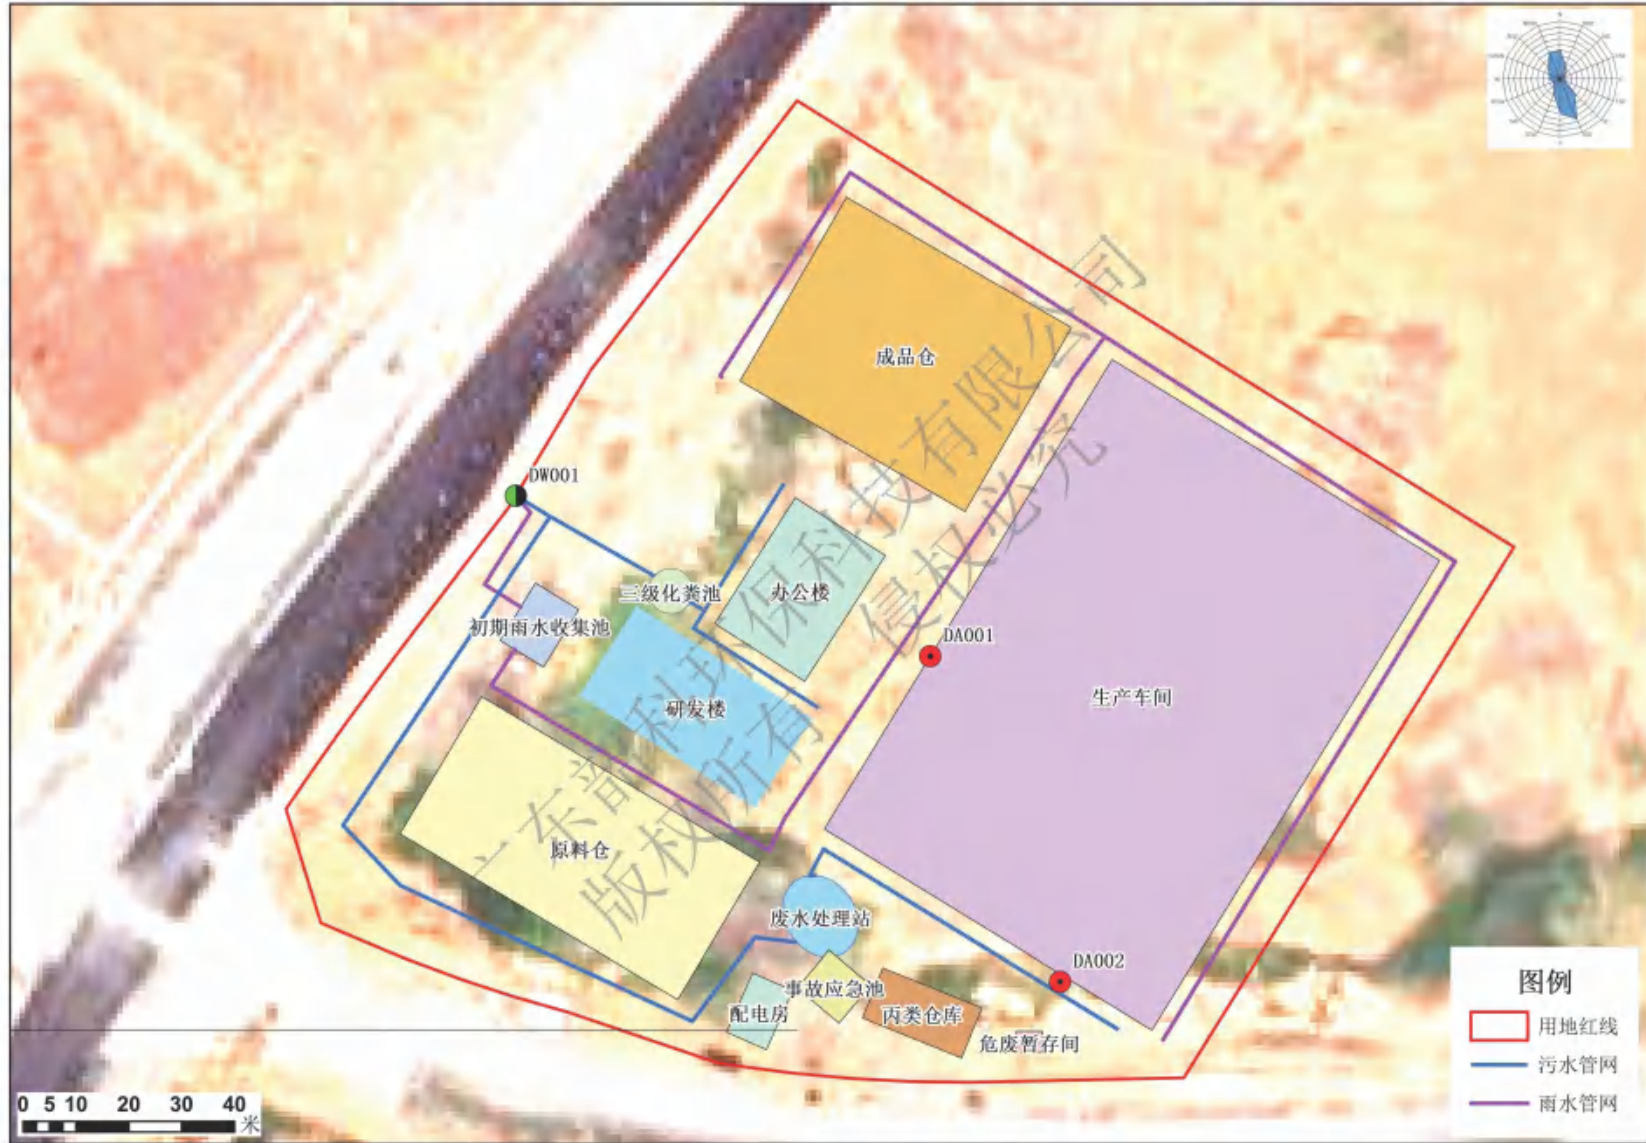 成品仓
DW001
三级化粪池
办公楼
初期雨水收集池
DA001
生产车间
研发楼
原料仓
废水处理站
DA002
事故应急池
配电房
丙类仓库
危废暂存间
广东韶科环保科技有限公司
版权所有 侵权必究
图例
用地红线
污水管网
雨水管网
0 5 10 20 30 40
米